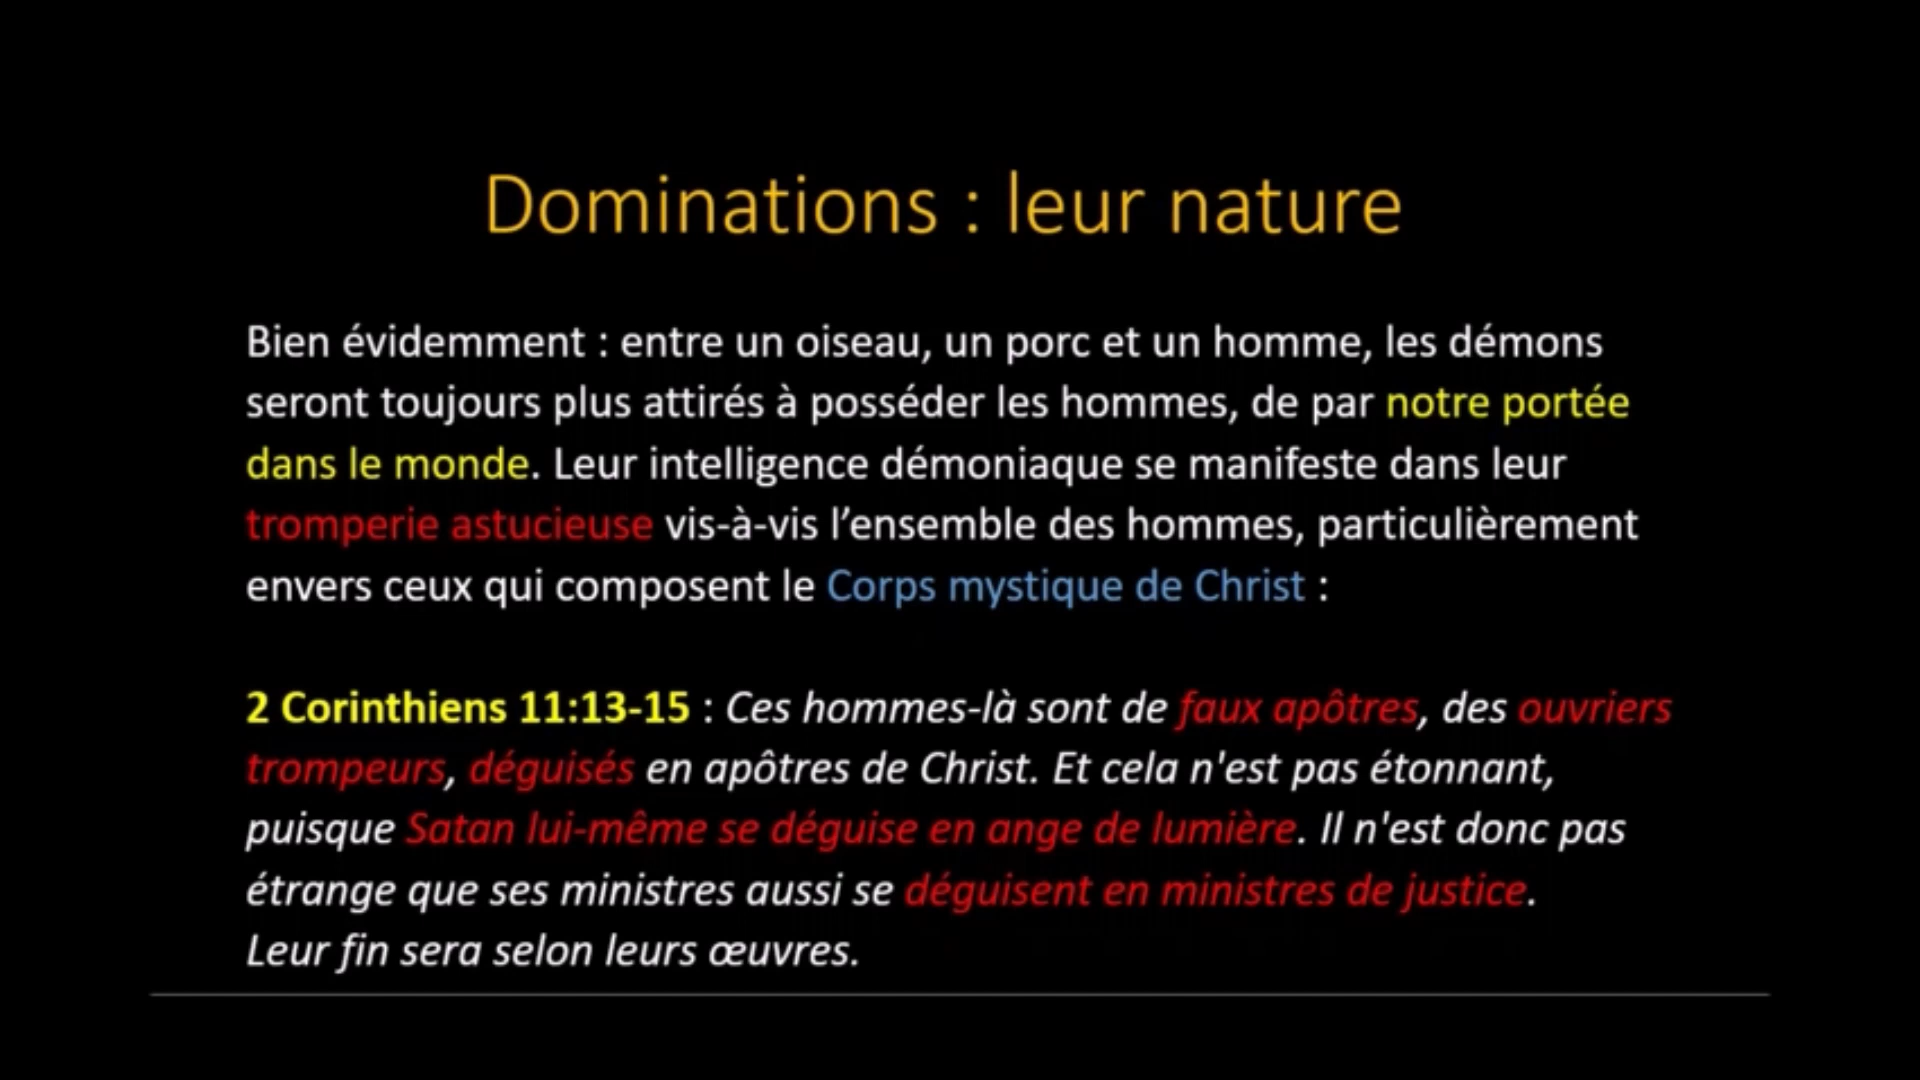 Dominations : leur nature
Bien évidemment : entre un oiseau, un porc et un homme, les démons
seront toujours plus attirés à posséder les hommes, de par notre portée
dans le monde. Leur intelligence démoniaque se manifeste dans leur
tromperie astucieuse vis-à-vis l’ensemble des hommes, particulièrement
envers ceux qui composent le Corps mystique de Christ :
2 Corinthiens 11:13-15 : Ces hommes-là sont de faux apôtres, des ouvriers
trompeurs, déguisés en apôtres de Christ. Et cela n'est pas étonnant,
puisque Satan lui-même se déguise en ange de lumière. Il n'est donc pas
étrange que ses ministres aussi se déguisent en ministres de justice.
Leur fin sera selon leurs œuvres.